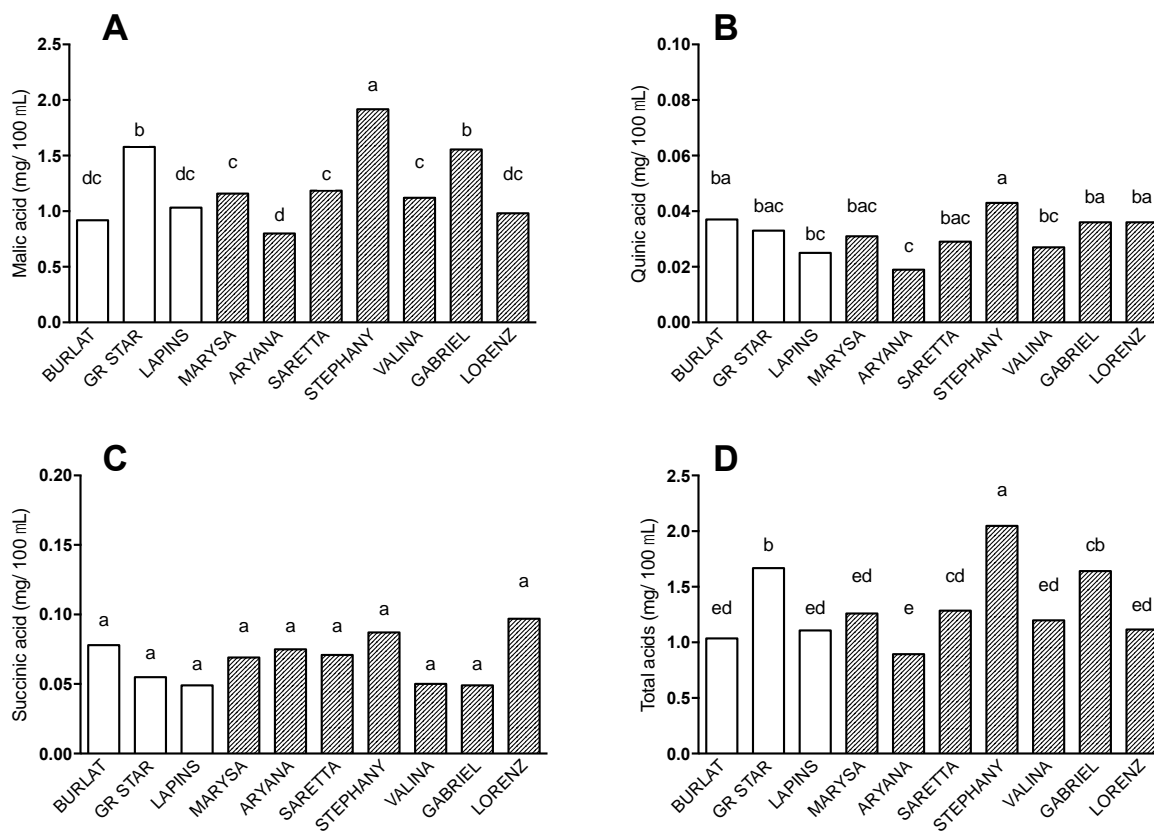 A
Malic acid (mg/ 100 mL)
2.5
2.0
1.5
1.0
0.5
0.0
dc
b
dc
c
d
c
a
c
b
dc
BURLAT
GR STAR
LAPINS
MARYSA
ARYANA
SARETTA
STEPHANY
VALINA
GABRIEL
LORENZ
B
Quinic acid (mg/ 100 mL)
0.10
0.08
0.06
0.04
0.02
0.00
ba
bac
bc
bac
c
bac
a
bc
ba
ba
BURLAT
GR STAR
LAPINS
MARYSA
ARYANA
SARETTA
STEPHANY
VALINA
GABRIEL
LORENZ
C
Succinic acid (mg/ 100 mL)
0.20
0.15
0.10
0.05
0.00
a
a
a
a
a
a
a
a
a
a
BURLAT
GR STAR
LAPINS
MARYSA
ARYANA
SARETTA
STEPHANY
VALINA
GABRIEL
LORENZ
D
Total acids (mg/ 100 mL)
2.5
2.0
1.5
1.0
0.5
0.0
ed
b
ed
ed
e
cd
a
ed
cb
ed
BURLAT
GR STAR
LAPINS
MARYSA
ARYANA
SARETTA
STEPHANY
VALINA
GABRIEL
LORENZ